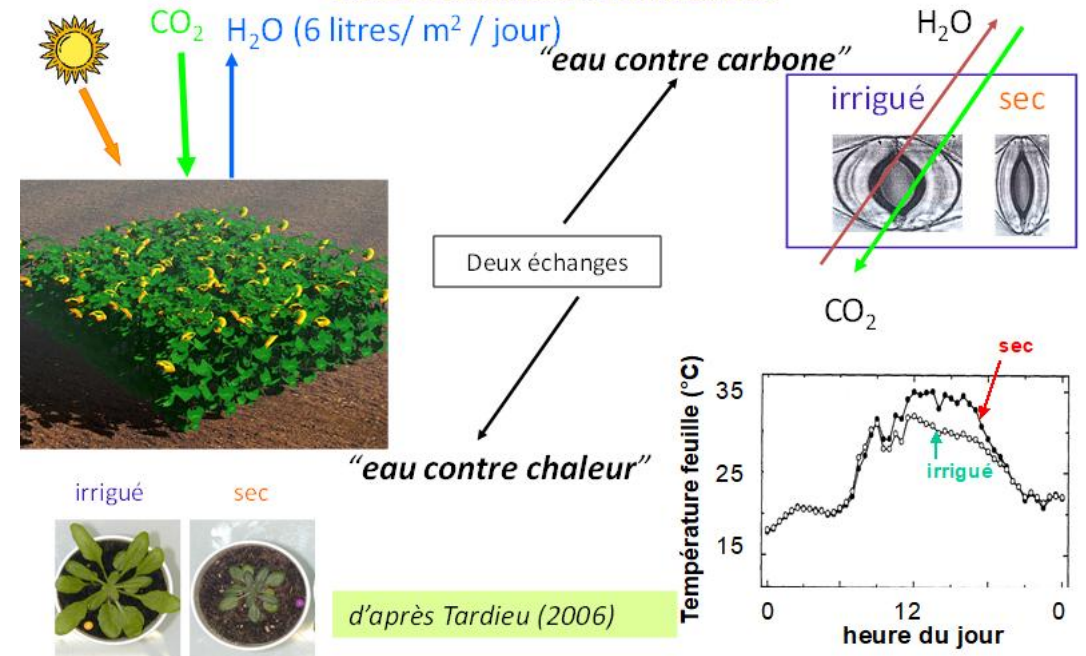 CO₂
H₂O (6 litres/ m² / jour)
"eau contre carbone"
H₂O
irrigué
sec
CO₂
Deux échanges
"eau contre chaleur"
irrigué
sec
d'après Tardieu (2006)
Température feuille (°C)
35
25
15
sec
irrigué
0
12
0
heure du jour